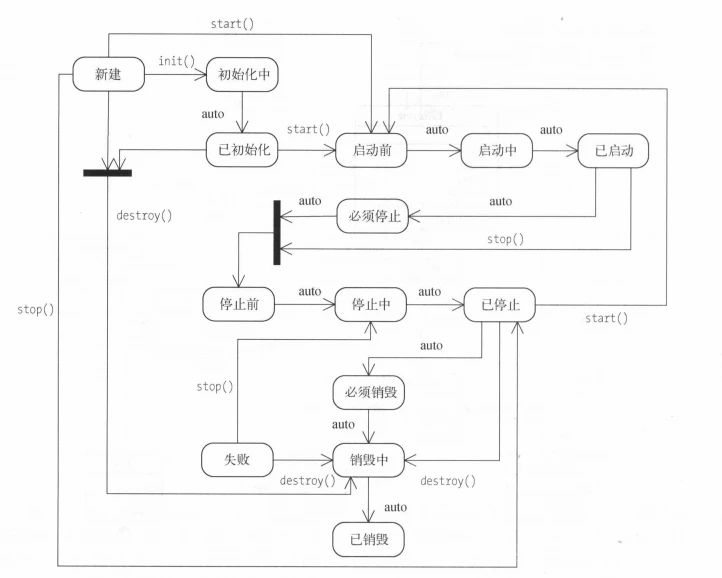 start()
新建
init()
初始化中
auto
已初始化
start()
启动前
auto
启动中
auto
已启动
destroy()
auto
必须停止
auto
stop()
停止前
auto
停止中
auto
已停止
stop()
start()
auto
stop()
必须销毁
auto
失败
销毁中
destroy()
destroy()
auto
已销毁